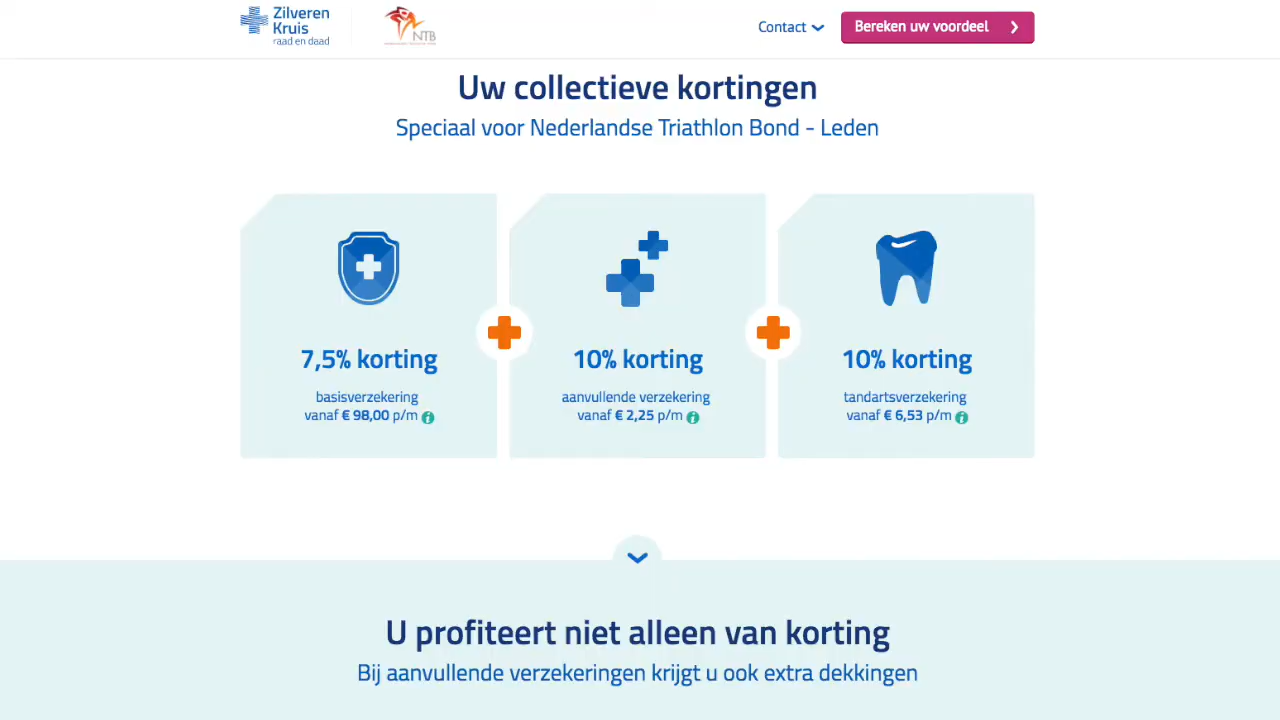 Zilveren
Kruis
raad en daad
NTB
Contact
Bereken uw voordeel
Uw collectieve kortingen
Speciaal voor Nederlandse Triathlon Bond - Leden
7,5% korting
basisverzekering
vanaf € 98,00 p/m i
10% korting
aanvullende verzekering
vanaf € 2,25 p/m i
10% korting
tandartsverzekering
vanaf € 6,53 p/m i
U profiteert niet alleen van korting
Bij aanvullende verzekeringen krijgt u ook extra dekkingen